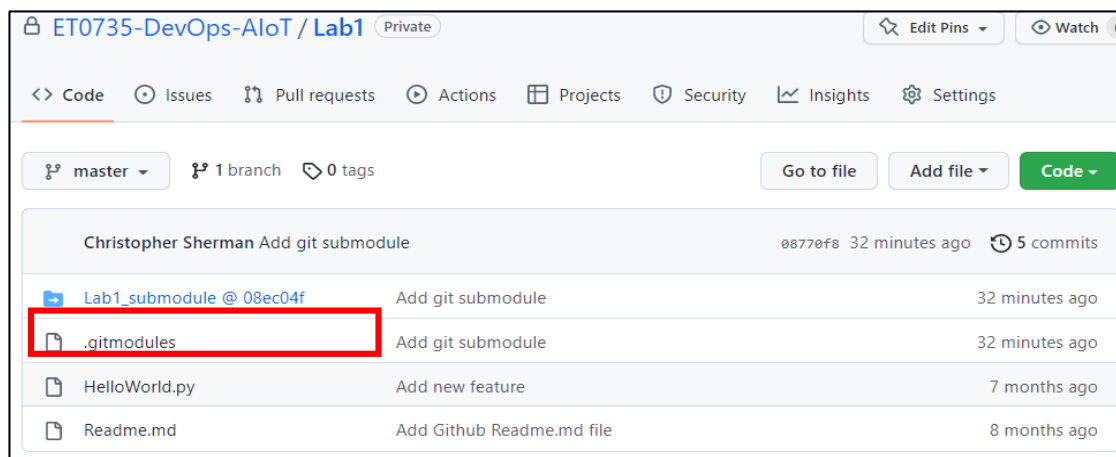 ET0735-DevOps-AIoT / Lab1 Private Edit Pins Watch
<> Code Issues Pull requests Actions Projects Security Insights Settings
master 1 branch 0 tags Go to file Add file Code
Christopher Sherman Add git submodule 08770f8 32 minutes ago 5 commits
Lab1_submodule @ 08ec04f Add git submodule 32 minutes ago
.gitmodules Add git submodule 32 minutes ago
HelloWorld.py Add new feature 7 months ago
Readme.md Add Github Readme.md file 8 months ago